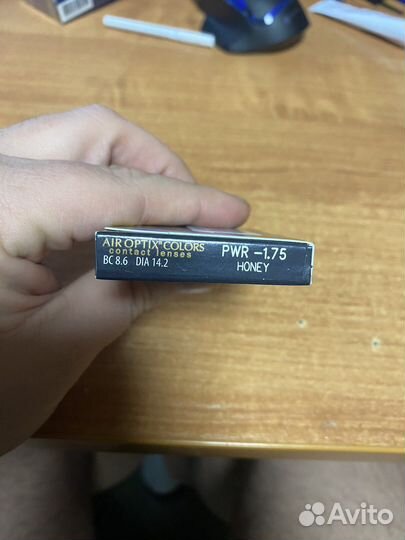 AIR OPTIX® COLORS
contact lenses
BC 8.6 DIA 14.2
PWR -1.75
HONEY
Avito